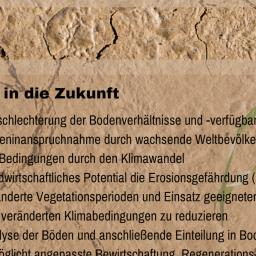 in die Zukunft
schlechterung der Bodenverhältnisse und -verfügbar
eninanspruchnahme durch wachsende Weltbevölke
Bedingungen durch den Klimawandel
dwirtschaftliches Potential die Erosionsgefährdung (
änderte Vegetationsperioden und Einsatz geeigneter
veränderten Klimabedingungen zu reduzieren
lyse der Böden und anschließende Einteilung in Bod
öglicht angepasste Bewirtschaftung, Regenerations-